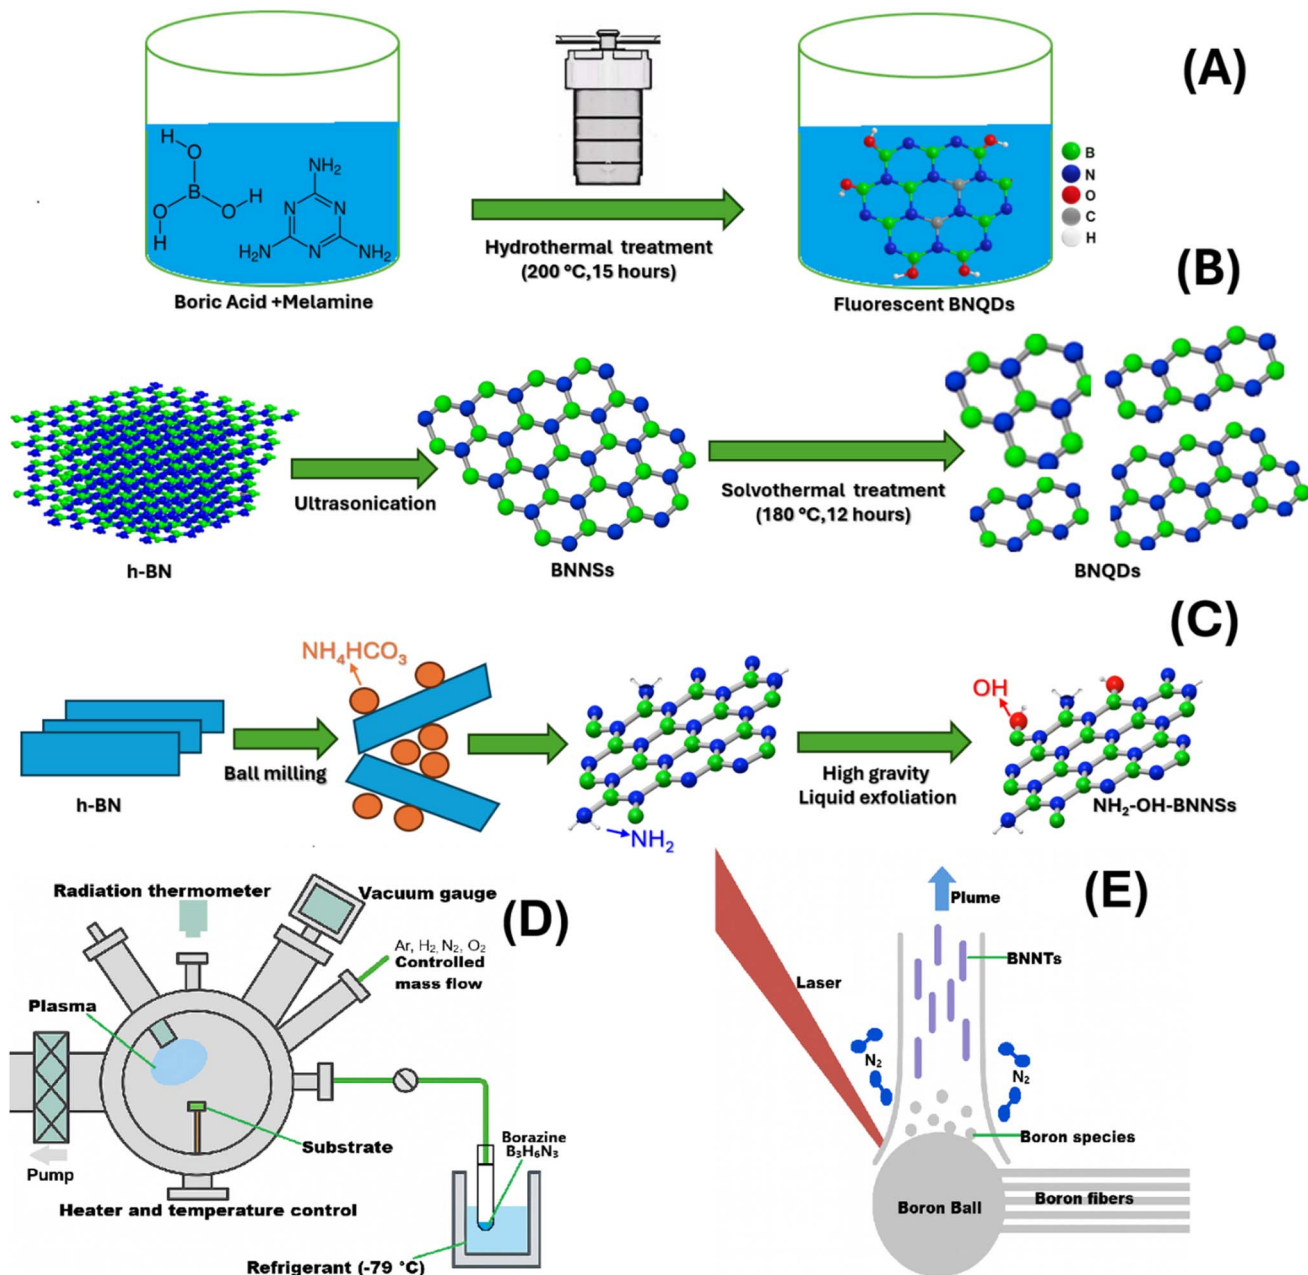 (A)
H
O
B
O
H
O
H
NH₂
N
N
H₂N
N
NH₂
Boric Acid +Melamine
Hydrothermal treatment
(200 °C,15 hours)
Fluorescent BNQDs
B
N
O
C
H
(B)
h-BN
Ultrasonication
BNNSs
Solvothermal treatment
(180 °C,12 hours)
BNQDs
(C)
h-BN
Ball milling
NH₄HCO₃
NH₂
High gravity
Liquid exfoliation
OH
NH₂-OH-BNNSs
(D)
Radiation thermometer
Vacuum gauge
Ar, H₂, N₂, O₂
Controlled
mass flow
Plasma
Substrate
Pump
Heater and temperature control
Borazine
B₃H₆N₃
Refrigerant (-79 °C)
(E)
Plume
BNNTs
Laser
N₂
N₂
Boron species
Boron Ball
Boron fibers